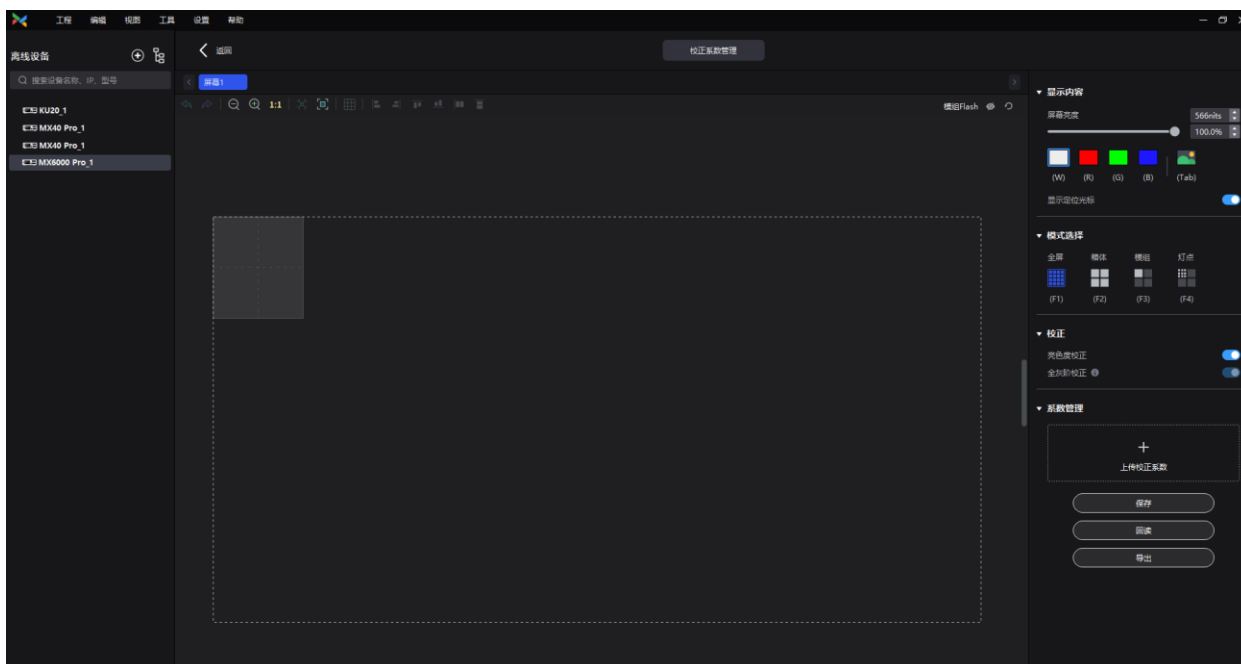 工程 编辑 视图 工具 设置 帮助
离线设备
返回
校正系数管理
搜索设备名称、IP、型号
屏幕1
1:1
模组Flash
KU20_1
MX40 Pro_1
MX40 Pro_1
MX6000 Pro_1
显示内容
屏幕亮度
566nits
100.0%
(W) (R) (G) (B) (Tab)
显示定位光标
模式选择
全屏 箱体 模组 灯点
(F1) (F2) (F3) (F4)
校正
亮色度校正
全灰阶校正
系数管理
上传校正系数
保存
回读
导出